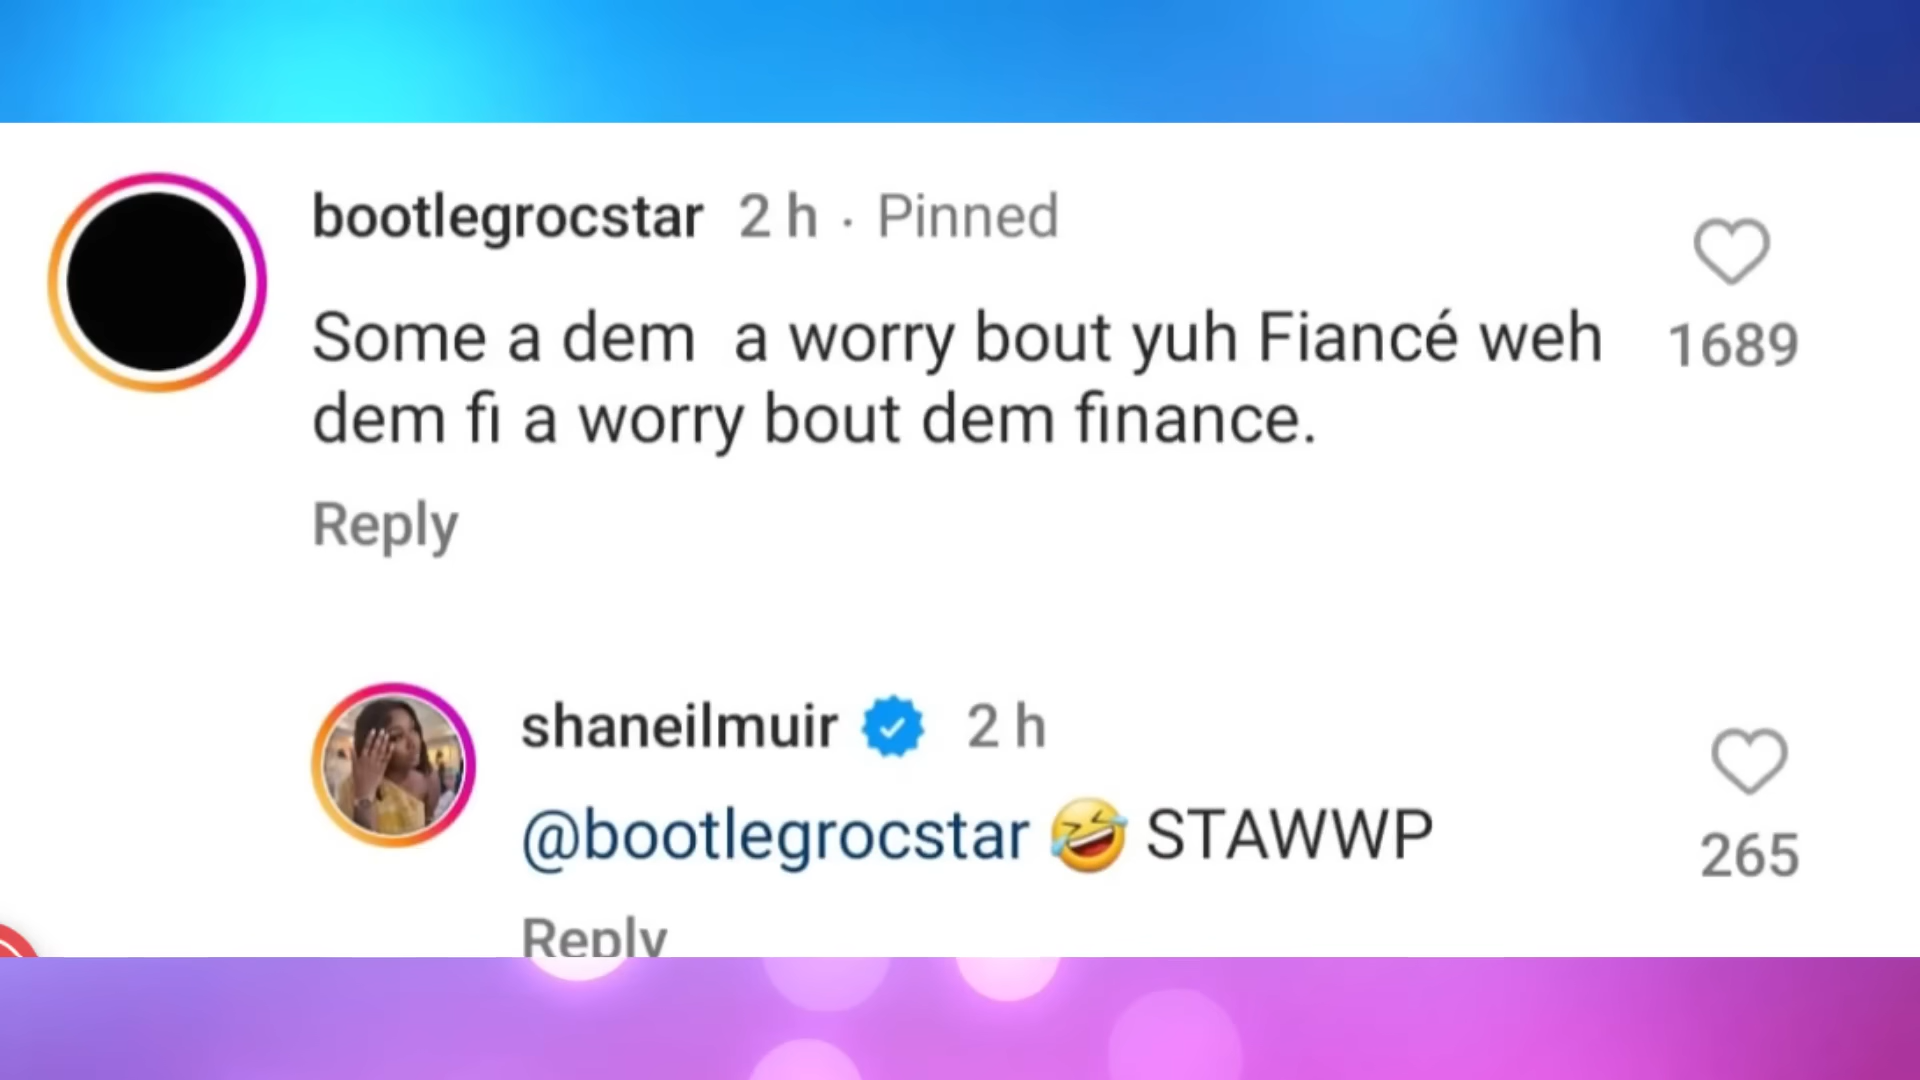 bootlegrocstar 2 h · Pinned
Some a dem  a worry bout yuh Fiancé weh
dem fi a worry bout dem finance.
1689
Reply
shaneilmuir 2 h
@bootlegrocstar 🤣 STAWWP
265
Reply